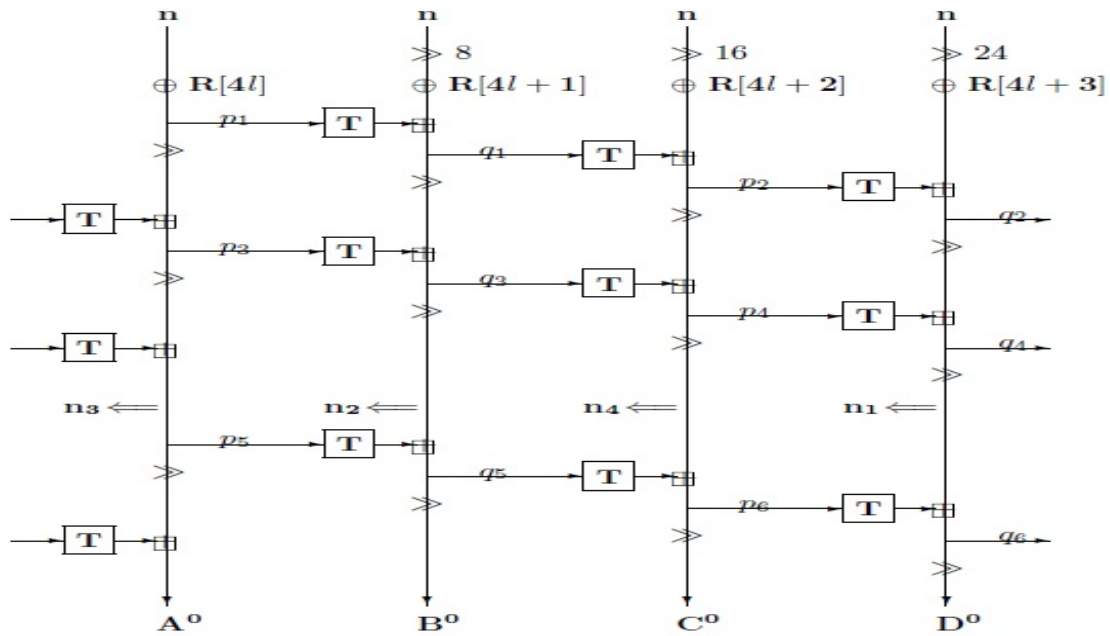 n n n n
≫ 8 ≫ 16 ≫ 24
⊕ R[4l] ⊕ R[4l + 1] ⊕ R[4l + 2] ⊕ R[4l + 3]
p₁ T ⊞
≫ q₁ T ⊞
≫ p₂ T ⊞
T ⊞ ≫ q₂
p₃ T ⊞ ≫
≫ q₃ T ⊞
≫ p₄ T ⊞
T ⊞ ≫ q₄
≫
n₃ ⇐ n₂ ⇐ n₄ ⇐ n₁ ⇐
p₅ T ⊞
≫ q₅ T ⊞
≫ p₆ T ⊞
T ⊞ ≫ q₆
≫
A⁰ B⁰ C⁰ D⁰